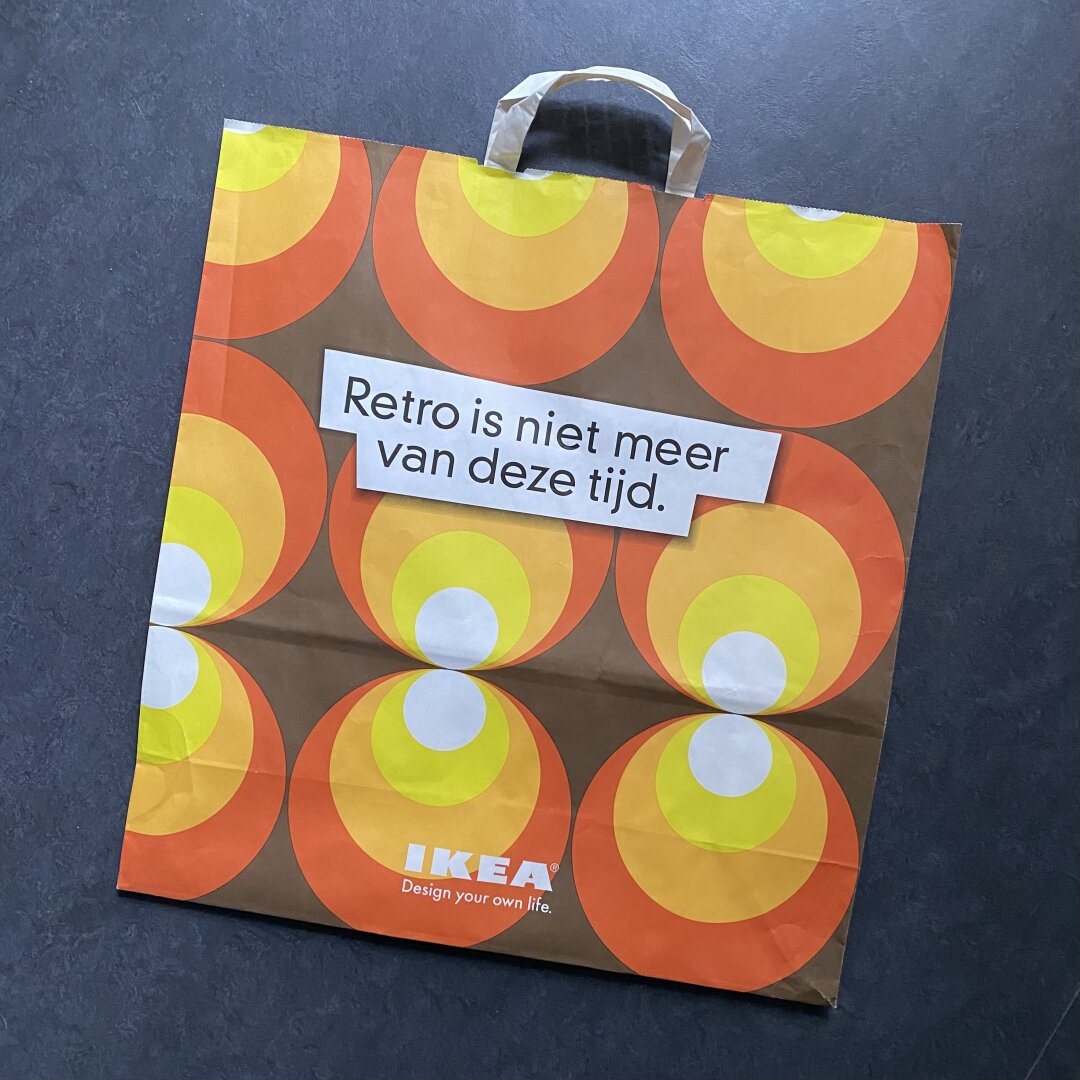 Retro is niet meer
van deze tijd.
IKEA®
Design your own life.